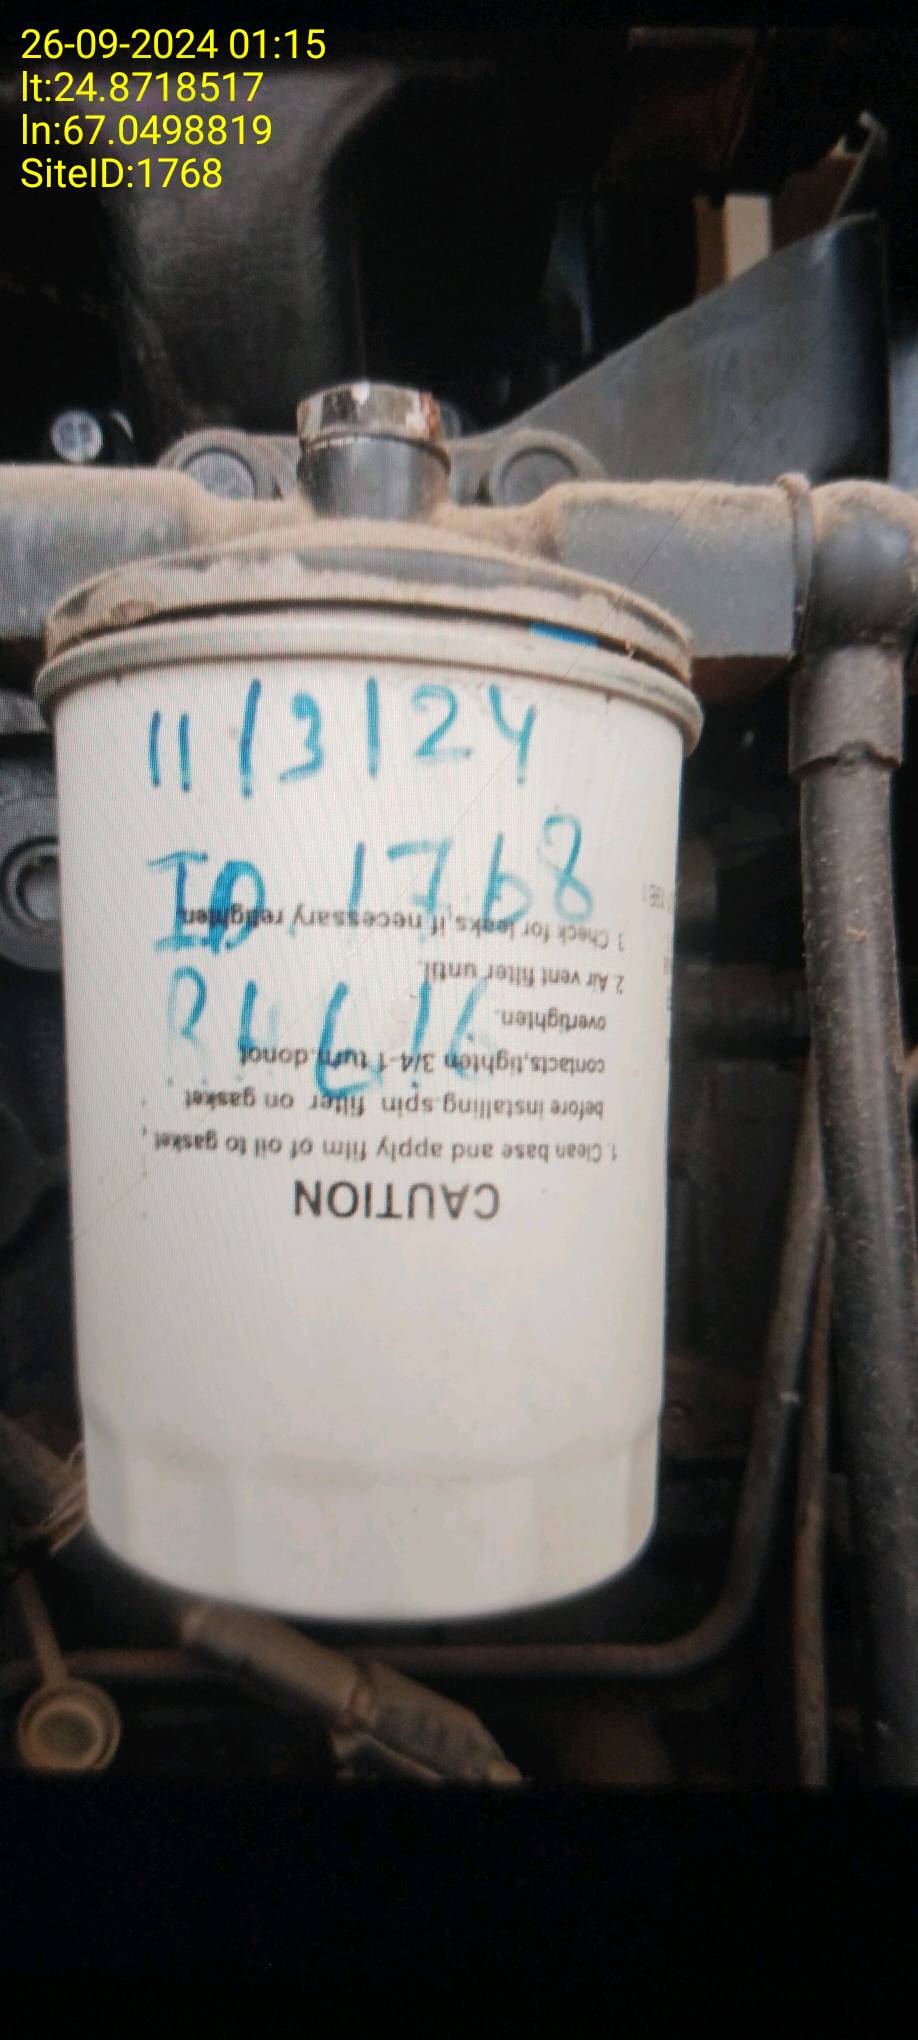 26-09-2024 01:15
lt:24.8718517
ln:67.0498819
SiteID:1768
11/3/24
ID 1768
CAUTION
1. Clean base and apply film of oil to gasket
before installing.spin filter on gasket
contacts,tighten 3/4-1 turn.donot
overtighten.
2 Air vent filter until.
3 Check for leaks,if necessary retighten